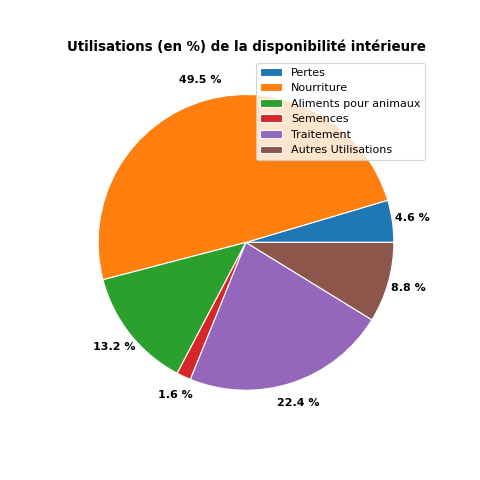 Utilisations (en %) de la disponibilité intérieure
49.5 %
Pertes
Nourriture
Aliments pour animaux
Semences
Traitement
Autres Utilisations
4.6 %
8.8 %
13.2 %
1.6 %
22.4 %